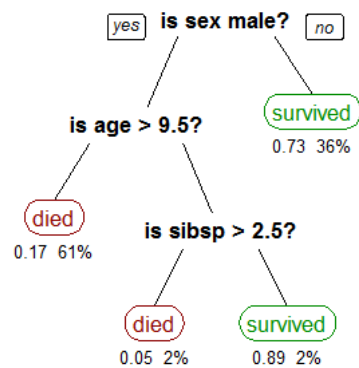 yes is sex male? no
is age > 9.5?
survived
0.73 36%
died
0.17 61%
is sibsp > 2.5?
died survived
0.05 2% 0.89 2%